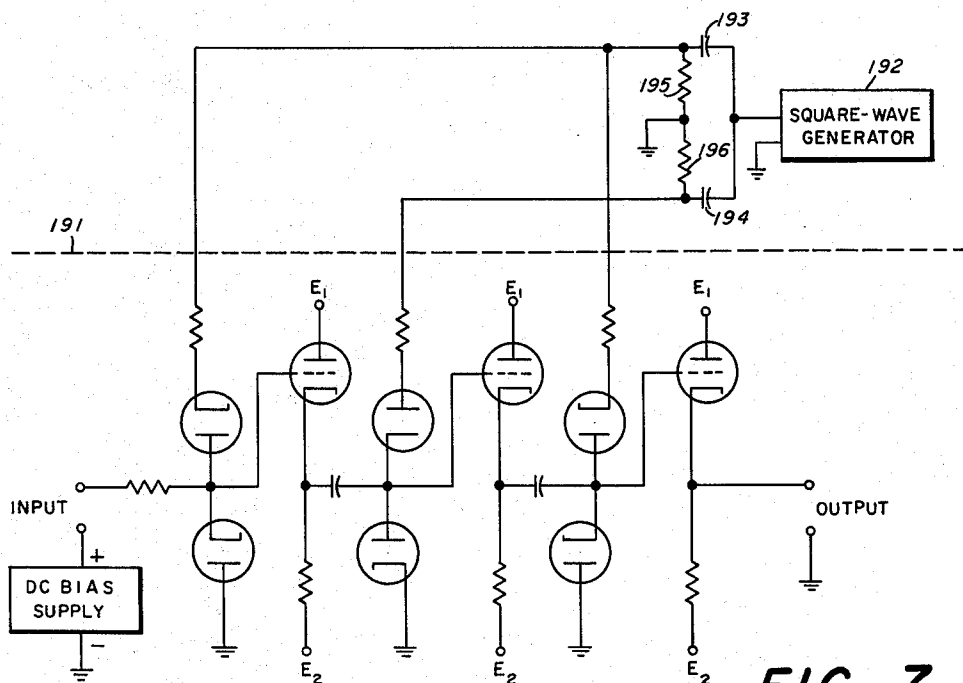 193
192
SQUARE-WAVE
GENERATOR
195
196
194
191
E1 E1 E1
INPUT
OUTPUT
+
DC BIAS
SUPPLY
−
E2 E2 E2